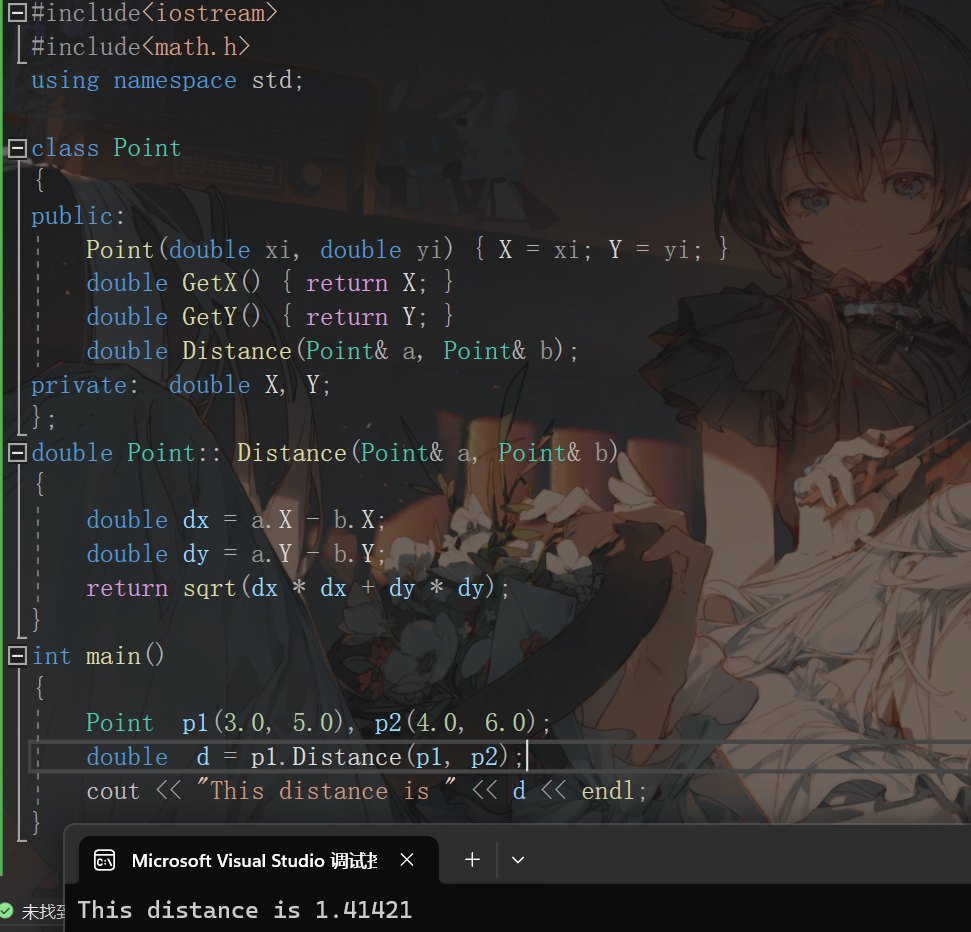 #include<iostream>
#include<math.h>
using namespace std;
class Point
{
public:
Point(double xi, double yi) { X = xi; Y = yi; }
double GetX() { return X; }
double GetY() { return Y; }
double Distance(Point& a, Point& b);
private:  double X, Y;
};
double Point:: Distance(Point& a, Point& b)
{
double dx = a.X - b.X;
double dy = a.Y - b.Y;
return sqrt(dx * dx + dy * dy);
}
int main()
{
Point  p1(3.0, 5.0), p2(4.0, 6.0);
double  d = p1.Distance(p1, p2);
cout << "This distance is " << d << endl;
}
Microsoft Visual Studio 调试
未找
This distance is 1.41421